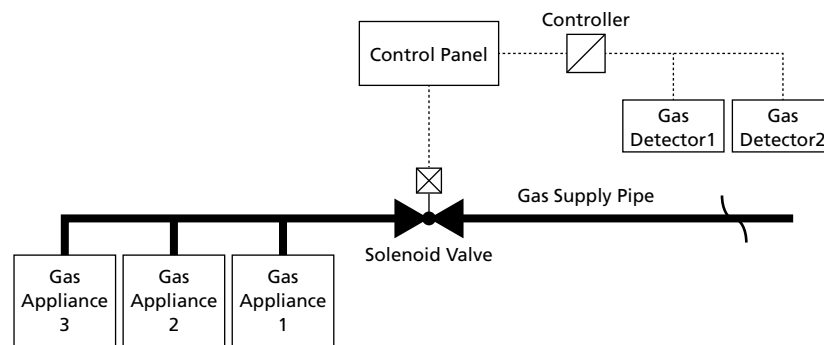 Controller
Control Panel
Gas
Detector1
Gas
Detector2
Gas Supply Pipe
Solenoid Valve
Gas
Appliance
3
Gas
Appliance
2
Gas
Appliance
1